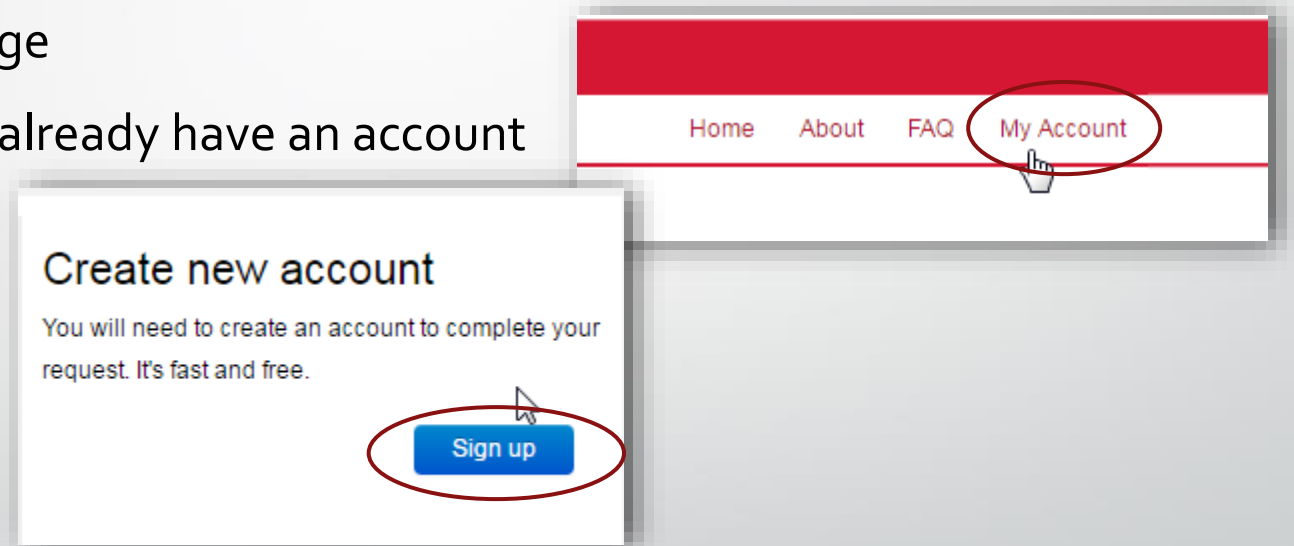 ge
already have an account
Home About FAQ My Account
Create new account
You will need to create an account to complete your
request. It's fast and free.
Sign up